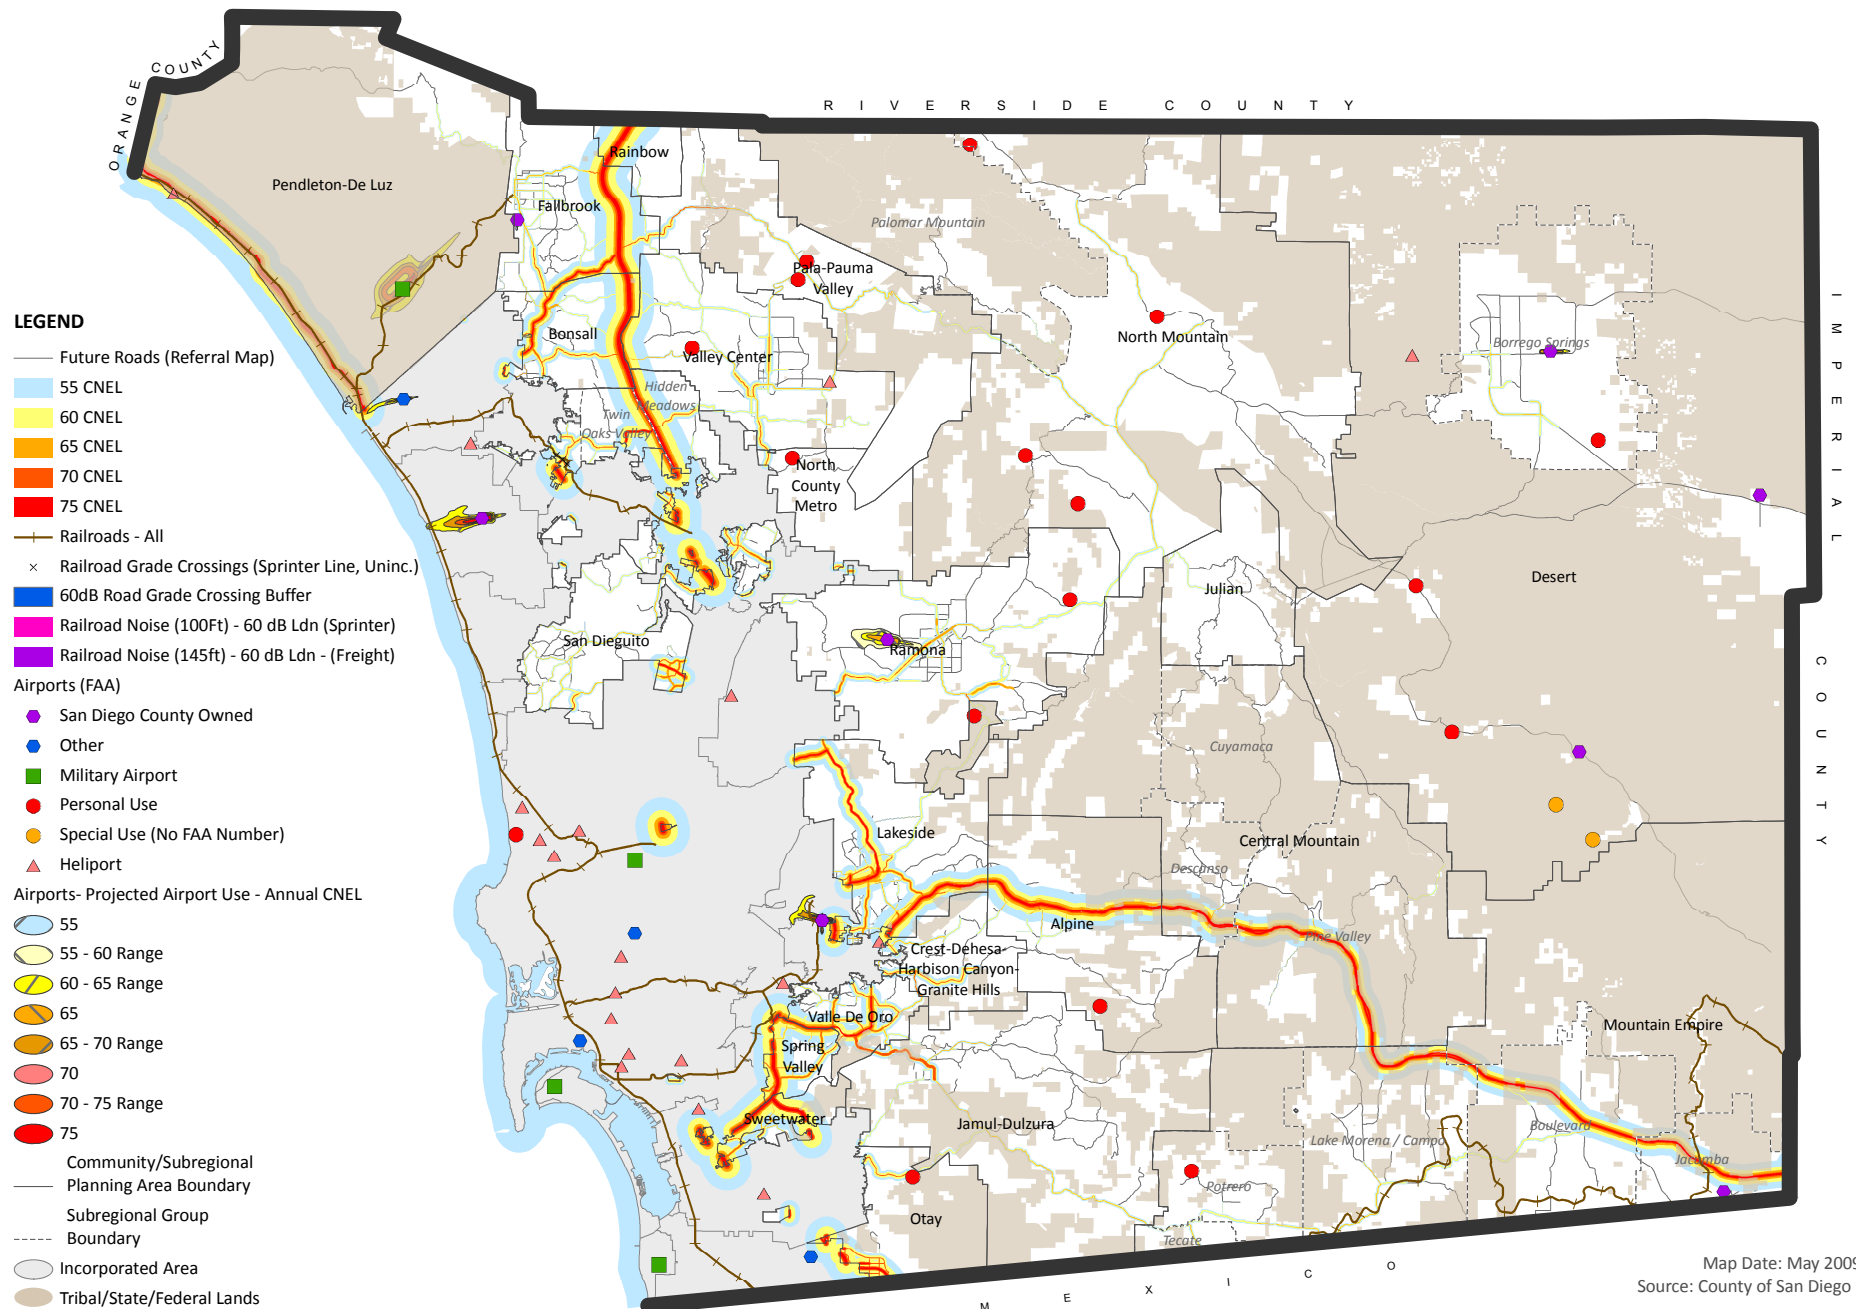 ORANGE COUNTY
RIVERSIDE COUNTY
IMPERIAL COUNTY
MEXICO
Rainbow
Pendleton-De Luz
Fallbrook
Palomar Mountain
Pala-Pauma
Valley
Bonsall
Valley Center
North Mountain
Borrego Springs
Hidden
Meadows
Twin
Oaks Valley
North
County
Metro
Desert
Julian
San Dieguito
Ramona
Cuyamaca
Lakeside
Central Mountain
Descanso
Alpine
Pine Valley
Crest-Dehesa-
Harbison Canyon-
Granite Hills
Valle De Oro
Mountain Empire
Spring
Valley
Sweetwater
Jamul-Dulzura
Lake Morena / Campo
Boulevard
Jacumba
Potrero
Otay
Tecate
LEGEND
Future Roads (Referral Map)
55 CNEL
60 CNEL
65 CNEL
70 CNEL
75 CNEL
Railroads - All
Railroad Grade Crossings (Sprinter Line, Uninc.)
60dB Road Grade Crossing Buffer
Railroad Noise (100Ft) - 60 dB Ldn (Sprinter)
Railroad Noise (145ft) - 60 dB Ldn - (Freight)
Airports (FAA)
San Diego County Owned
Other
Military Airport
Personal Use
Special Use (No FAA Number)
Heliport
Airports- Projected Airport Use - Annual CNEL
55
55 - 60 Range
60 - 65 Range
65
65 - 70 Range
70
70 - 75 Range
75
Community/Subregional
Planning Area Boundary
Subregional Group
Boundary
Incorporated Area
Tribal/State/Federal Lands
Map Date: May 2009
Source: County of San Diego